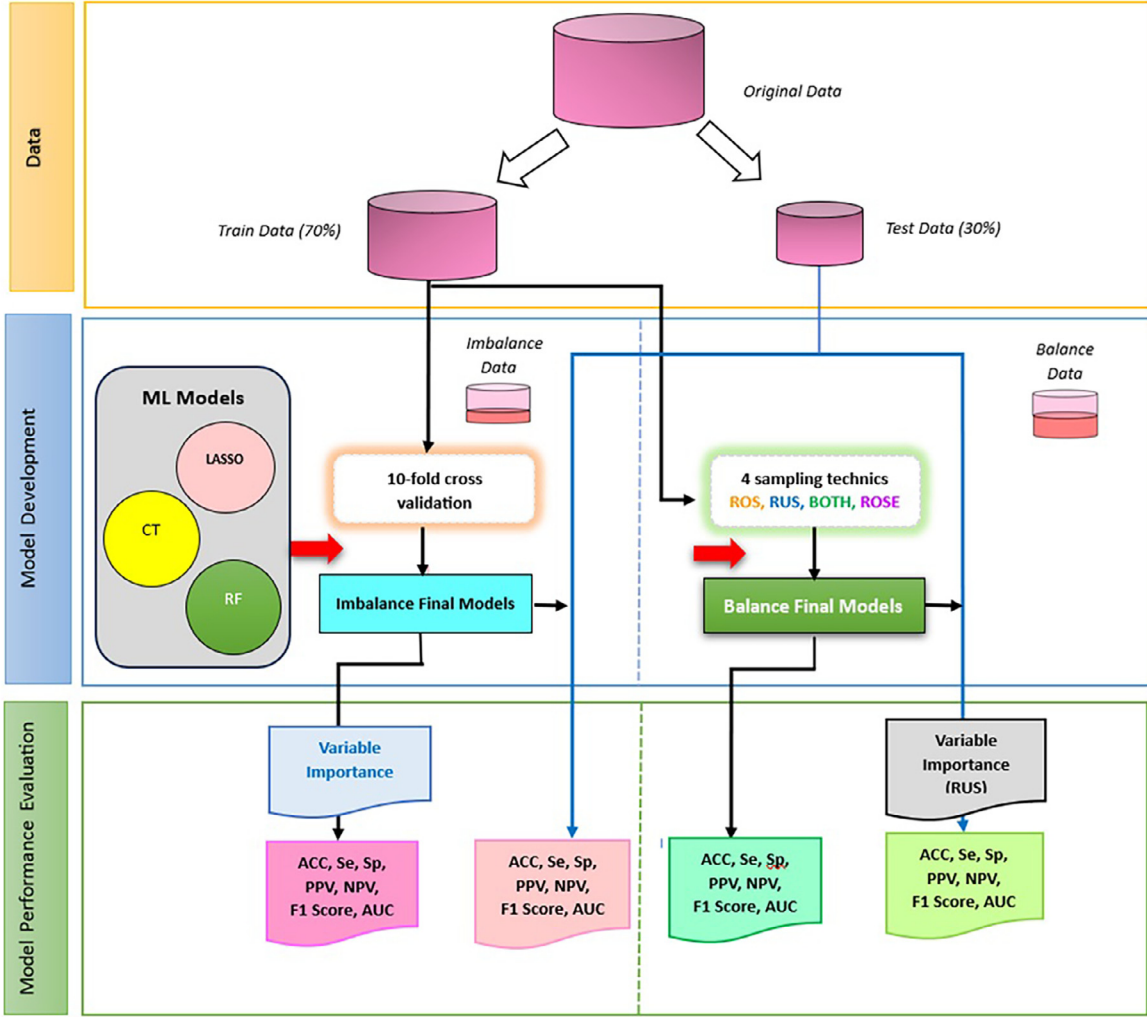 Data
Original Data
Train Data (70%)
Test Data (30%)
Model Development
ML Models
LASSO
CT
RF
Imbalance
Data
10-fold cross
validation
Imbalance Final Models
Balance
Data
4 sampling technics
ROS, RUS, BOTH, ROSE
Balance Final Models
Model Performance Evaluation
Variable
Importance
ACC, Se, Sp,
PPV, NPV,
F1 Score, AUC
ACC, Se, Sp,
PPV, NPV,
F1 Score, AUC
ACC, Se, Sp,
PPV, NPV,
F1 Score, AUC
Variable
Importance
(RUS)
ACC, Se, Sp,
PPV, NPV,
F1 Score, AUC